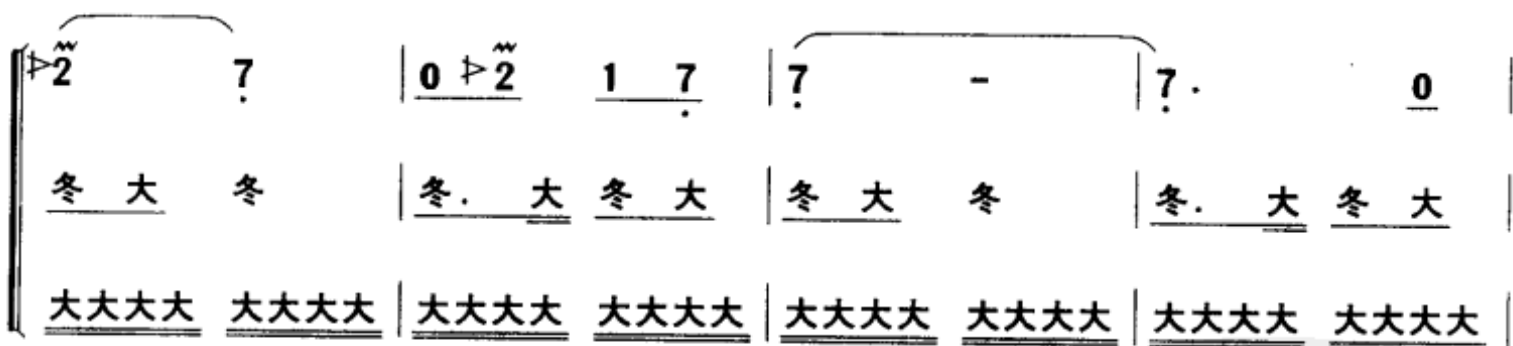 2 7 | 0 2 1 7 | 7 - | 7 . 0 |
冬 大 冬 | 冬. 大 冬 大 | 冬 大 冬 | 冬. 大 冬 大 |
大大大大 大大大大 | 大大大大 大大大大 | 大大大大 大大大大 | 大大大大 大大大大 |